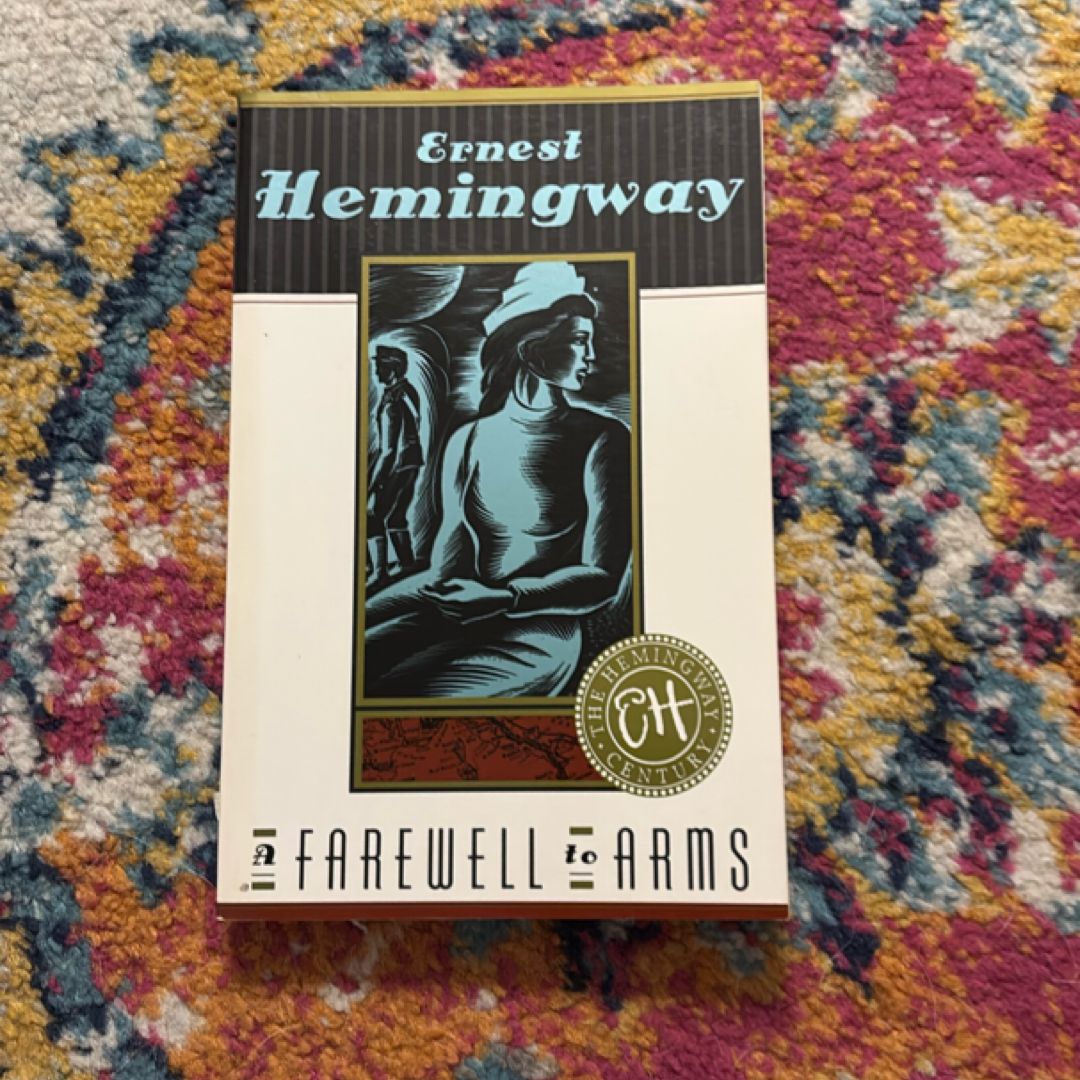 Ernest
Hemingway
THE HEMINGWAY
EH
CENTURY
A FAREWELL to ARMS